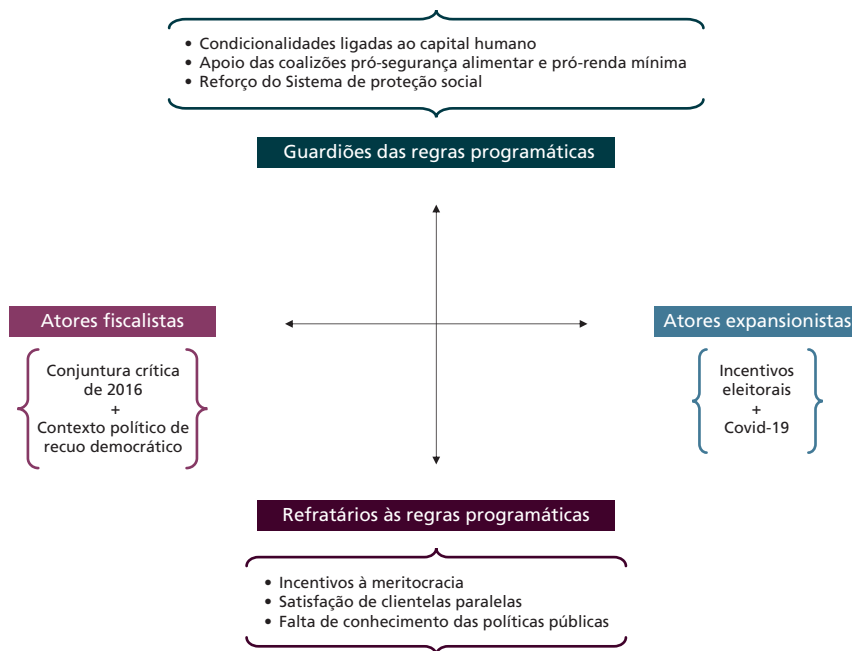 • Condicionalidades ligadas ao capital humano
• Apoio das coalizões pró-segurança alimentar e pró-renda mínima
• Reforço do Sistema de proteção social
Guardiões das regras programáticas
Atores fiscalistas
Conjuntura crítica
de 2016
+
Contexto político de
recuo democrático
Atores expansionistas
Incentivos
eleitorais
+
Covid-19
Refratários às regras programáticas
• Incentivos à meritocracia
• Satisfação de clientelas paralelas
• Falta de conhecimento das políticas públicas